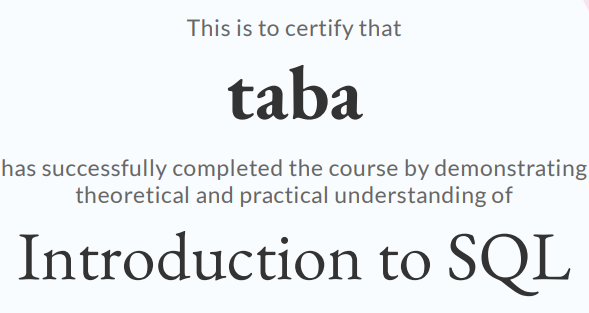 This is to certify that
taba
has successfully completed the course by demonstrating
theoretical and practical understanding of
Introduction to SQL